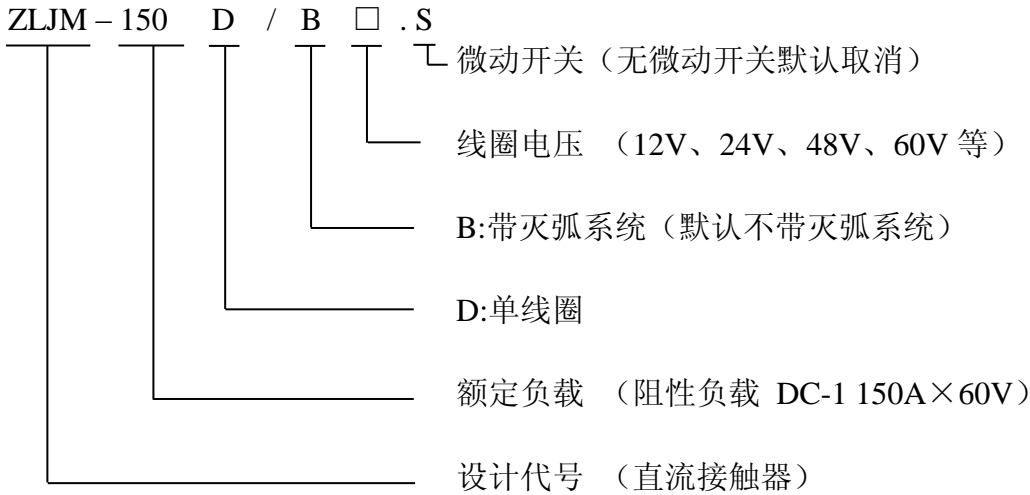 ZLJM – 150 D / B □ . S
微动开关（无微动开关默认取消）
线圈电压 （12V、24V、48V、60V 等）
B:带灭弧系统（默认不带灭弧系统）
D:单线圈
额定负载 （阻性负载 DC-1 150A×60V）
设计代号 （直流接触器）